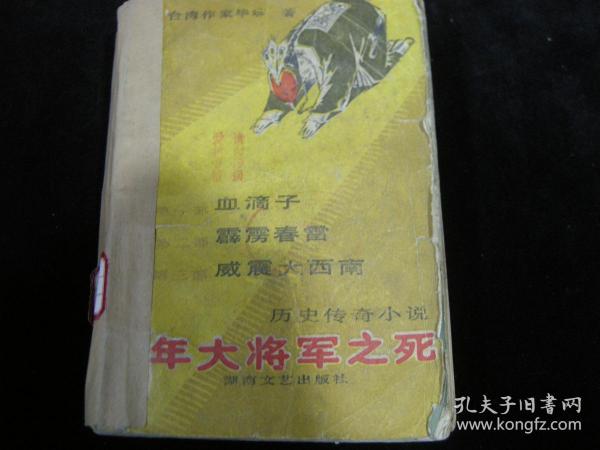 台湾作家毕珍 著
血滴子
霹雳春雷
威震大西南
历史传奇小说
年大将军之死
湖南文艺出版社
孔夫子旧书网
www.kongfz.com